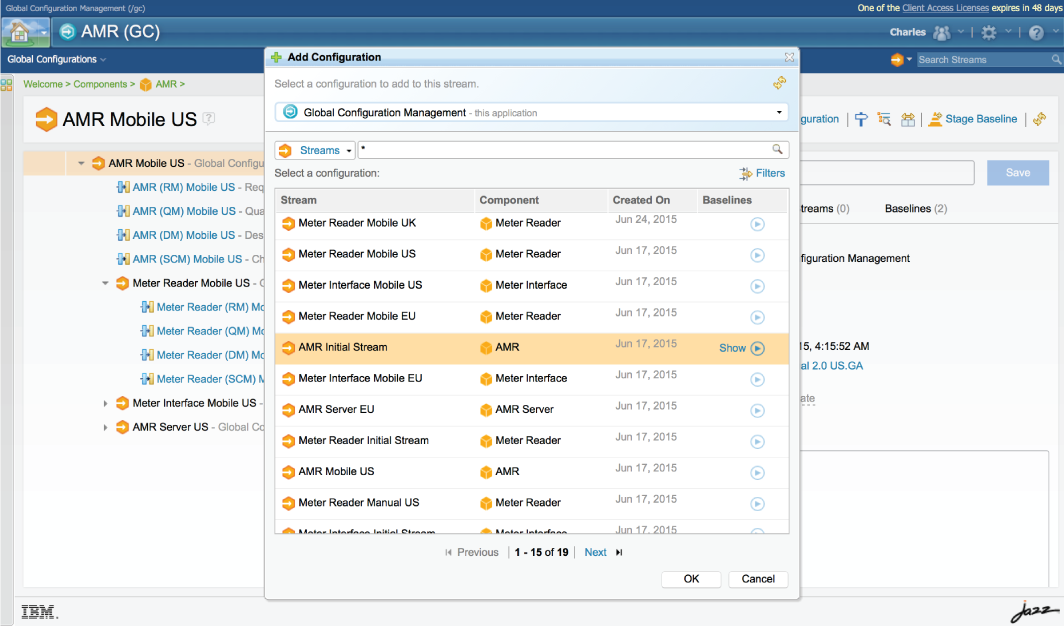 Global Configuration Management (/gc)
One of the Client Access Licenses expires in 48 days
AMR (GC)
Charles
Global Configurations
Search Streams
Welcome > Components > AMR >
AMR Mobile US ?
guration
Stage Baseline
AMR Mobile US - Global Configu
AMR (RM) Mobile US - Req
AMR (QM) Mobile US - Qua
AMR (DM) Mobile US - Des
AMR (SCM) Mobile US - Ch
Meter Reader Mobile US - G
Meter Reader (RM) Mo
Meter Reader (QM) Mo
Meter Reader (DM) Mo
Meter Reader (SCM) M
Meter Interface Mobile US -
AMR Server US - Global Co
Save
treams (0)
Baselines (2)
figuration Management
15, 4:15:52 AM
al 2.0 US.GA
ate
Add Configuration
Select a configuration to add to this stream.
Global Configuration Management - this application
Streams
*
Select a configuration:
Filters
Stream Component Created On Baselines
Meter Reader Mobile UK Meter Reader Jun 24, 2015
Meter Reader Mobile US Meter Reader Jun 17, 2015
Meter Interface Mobile US Meter Interface Jun 17, 2015
Meter Reader Mobile EU Meter Reader Jun 17, 2015
AMR Initial Stream AMR Jun 17, 2015 Show
Meter Interface Mobile EU Meter Interface Jun 17, 2015
AMR Server EU AMR Server Jun 17, 2015
Meter Reader Initial Stream Meter Reader Jun 17, 2015
AMR Mobile US AMR Jun 17, 2015
Meter Reader Manual US Meter Reader Jun 17, 2015
Meter Interface Initial Stream Meter Interface Jun 17, 2015
Previous 1 - 15 of 19 Next
OK
Cancel
IBM.
jazz